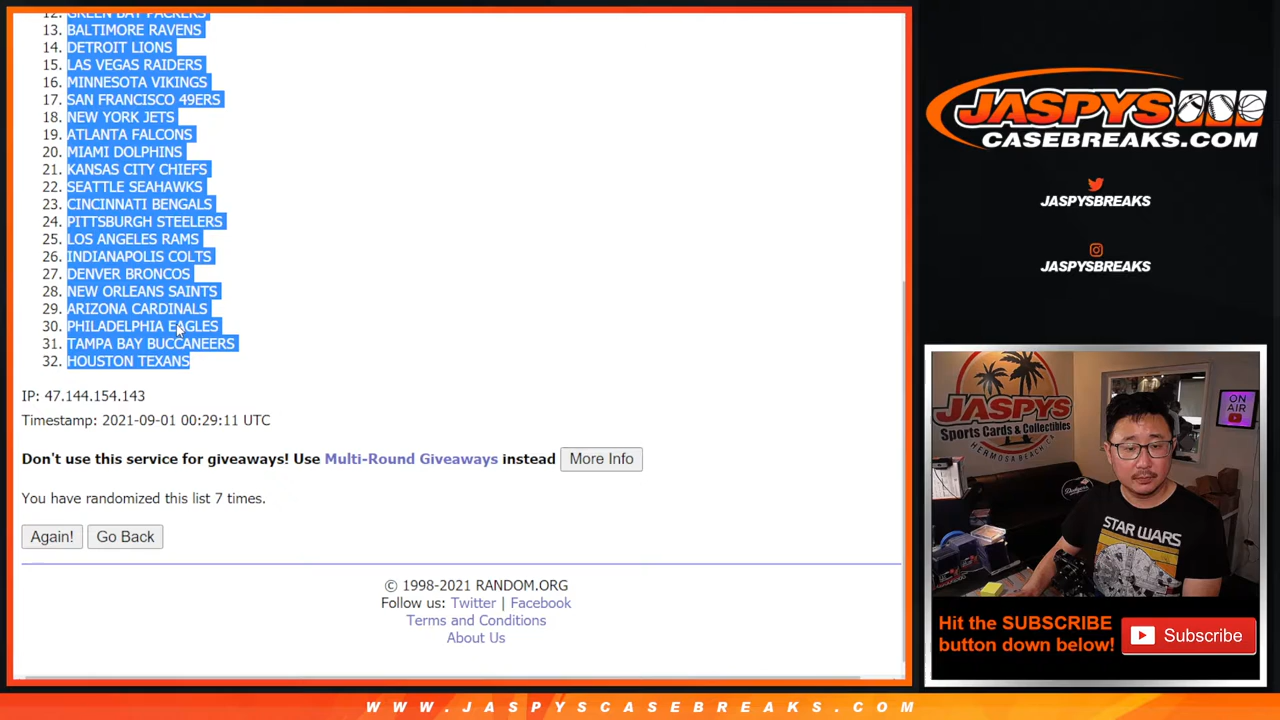 12. GREEN BAY PACKERS
13. BALTIMORE RAVENS
14. DETROIT LIONS
15. LAS VEGAS RAIDERS
16. MINNESOTA VIKINGS
17. SAN FRANCISCO 49ERS
18. NEW YORK JETS
19. ATLANTA FALCONS
20. MIAMI DOLPHINS
21. KANSAS CITY CHIEFS
22. SEATTLE SEAHAWKS
23. CINCINNATI BENGALS
24. PITTSBURGH STEELERS
25. LOS ANGELES RAMS
26. INDIANAPOLIS COLTS
27. DENVER BRONCOS
28. NEW ORLEANS SAINTS
29. ARIZONA CARDINALS
30. PHILADELPHIA EAGLES
31. TAMPA BAY BUCCANEERS
32. HOUSTON TEXANS
IP: 47.144.154.143
Timestamp: 2021-09-01 00:29:11 UTC
Don't use this service for giveaways! Use Multi-Round Giveaways instead More Info
You have randomized this list 7 times.
Again! Go Back
© 1998-2021 RANDOM.ORG
Follow us: Twitter | Facebook
Terms and Conditions
About Us
JASPYS
CASEBREAKS.COM
JASPYSBREAKS
JASPYSBREAKS
JASPYS
Sports Cards & Collectibles
HERMOSA BEACH
ON
AIR
Dodgers
STAR WARS
Hit the SUBSCRIBE
button down below!
Subscribe
WWW.JASPYSCASEBREAKS.COM